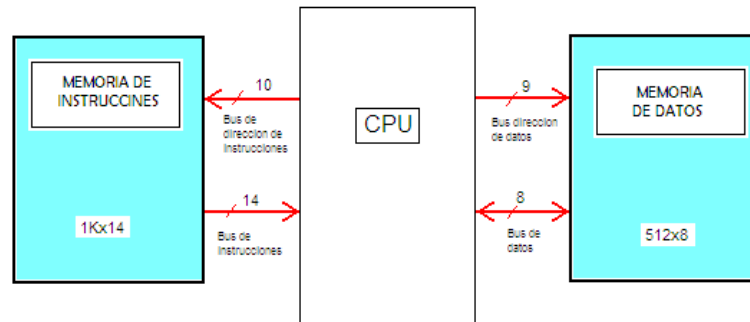 MEMORIA DE
INSTRUCCINES
10
Bus de
direccion de
Instrucciones
14
Bus de
Instrucciones
1Kx14
CPU
9
Bus direccion
de datos
8
Bus de
datos
MEMORIA
DE DATOS
512x8